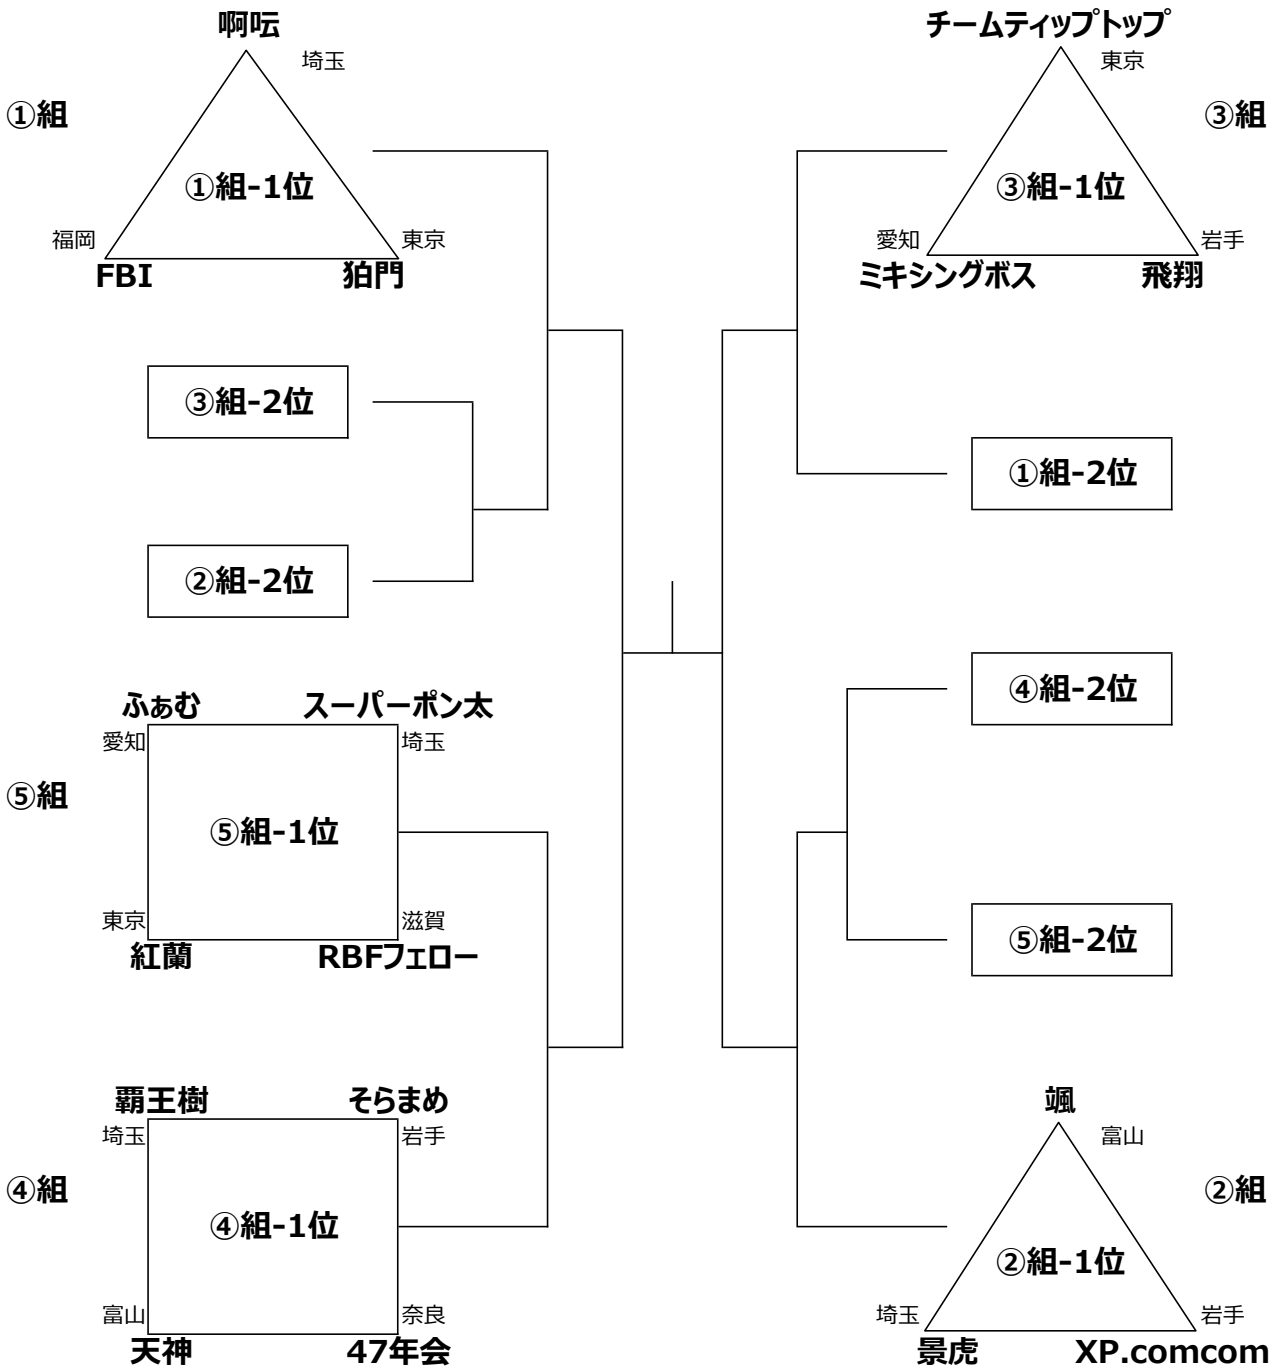 啊吽
埼玉
①組
①組-1位
福岡
東京
FBI
狛門
③組-2位
②組-2位
ふぁむ
スーパーポン太
愛知
埼玉
⑤組
⑤組-1位
東京
滋賀
紅蘭
RBFフェロー
覇王樹
そらまめ
埼玉
岩手
④組
④組-1位
富山
奈良
天神
47年会
チームティップトップ
東京
③組
③組-1位
愛知
岩手
ミキシングボス
飛翔
①組-2位
④組-2位
⑤組-2位
颯
富山
②組
②組-1位
埼玉
岩手
景虎
XP.comcom